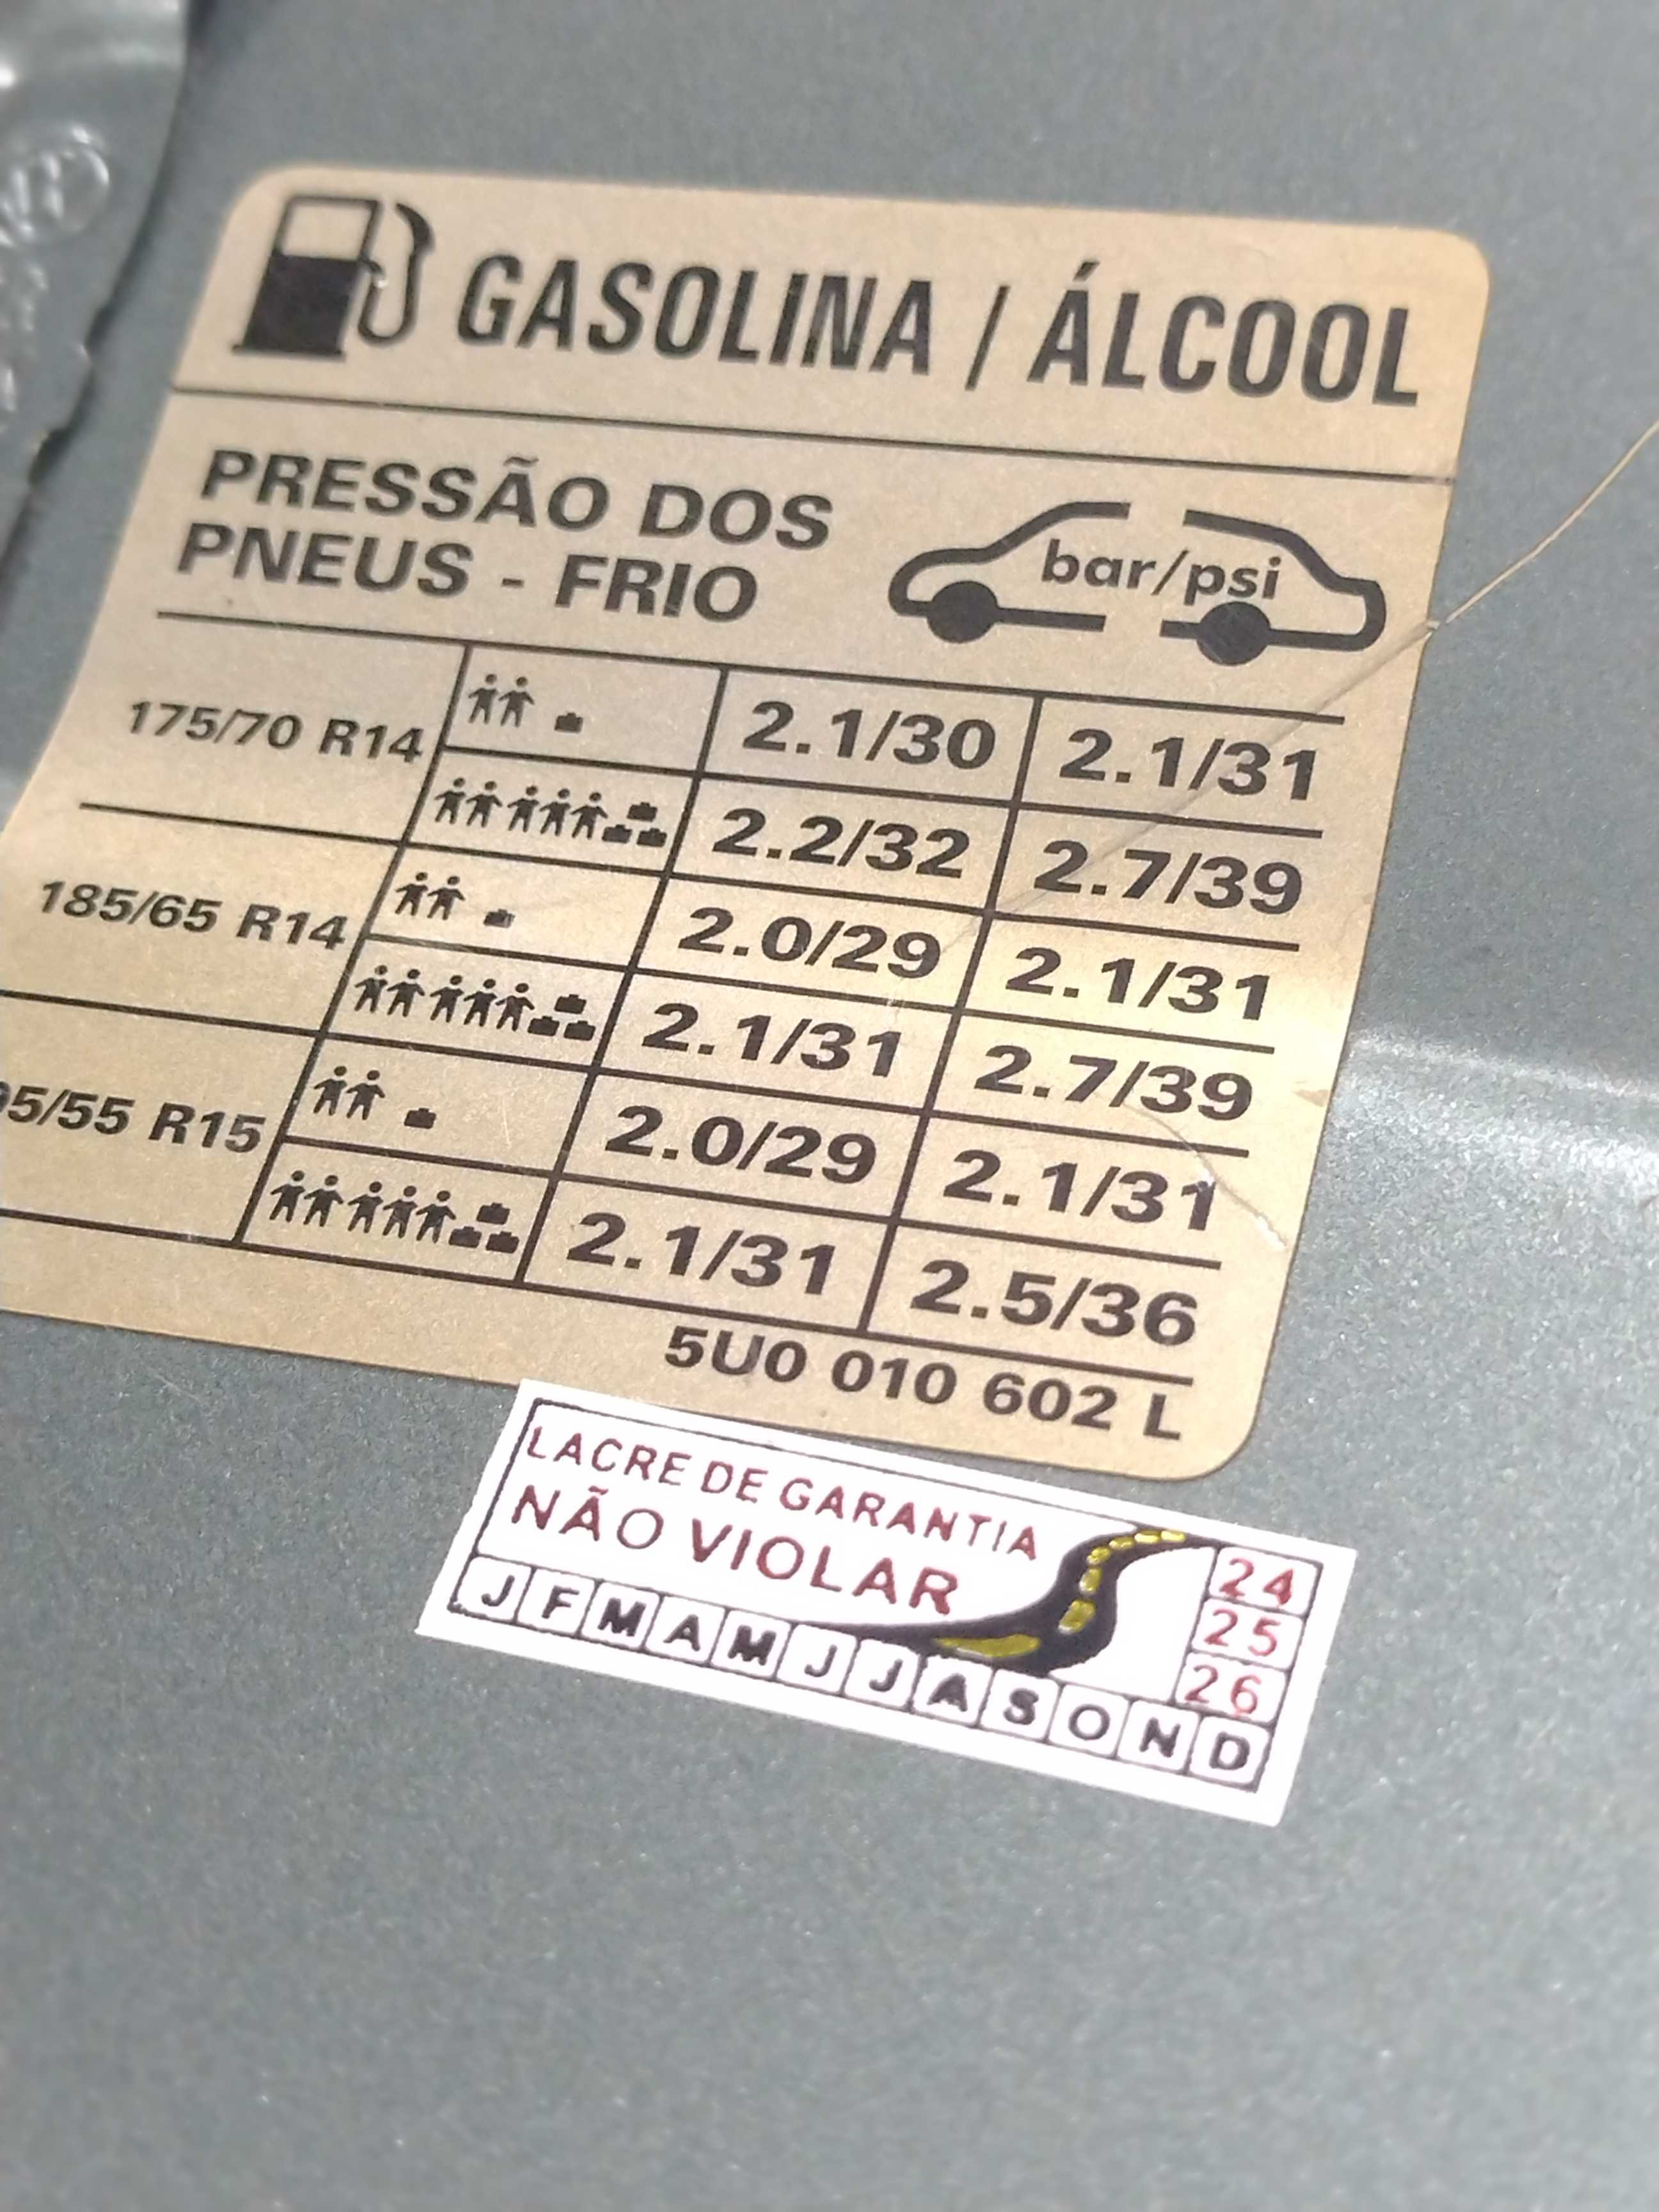 GASOLINA / ÁLCOOL
PRESSÃO DOS
PNEUS - FRIO
bar/psi
175/70 R14
2.1/30 2.1/31
2.2/32 2.7/39
185/65 R14
2.0/29 2.1/31
2.1/31 2.7/39
5/55 R15
2.0/29 2.1/31
2.1/31 2.5/36
5U0 010 602 L
LACRE DE GARANTIA
NÃO VIOLAR
24
25
26
J F M A M J J A S O N D